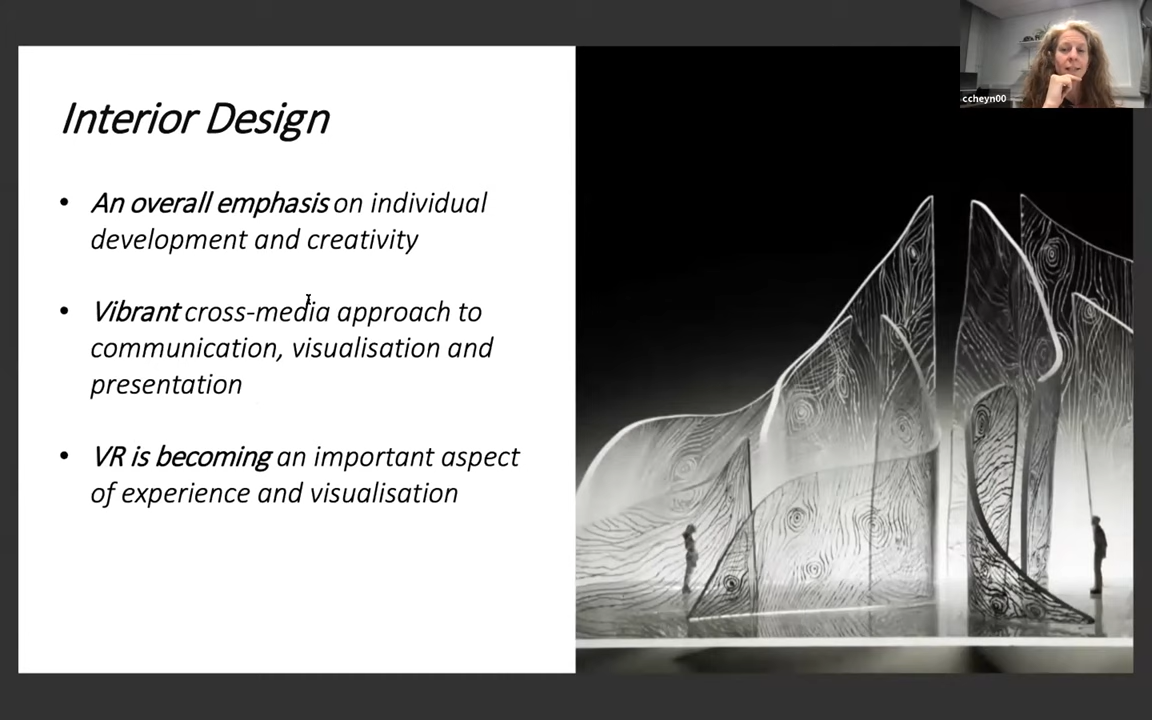 Interior Design
• An overall emphasis on individual
development and creativity
• Vibrant cross-media approach to
communication, visualisation and
presentation
• VR is becoming an important aspect
of experience and visualisation
ccheyn00